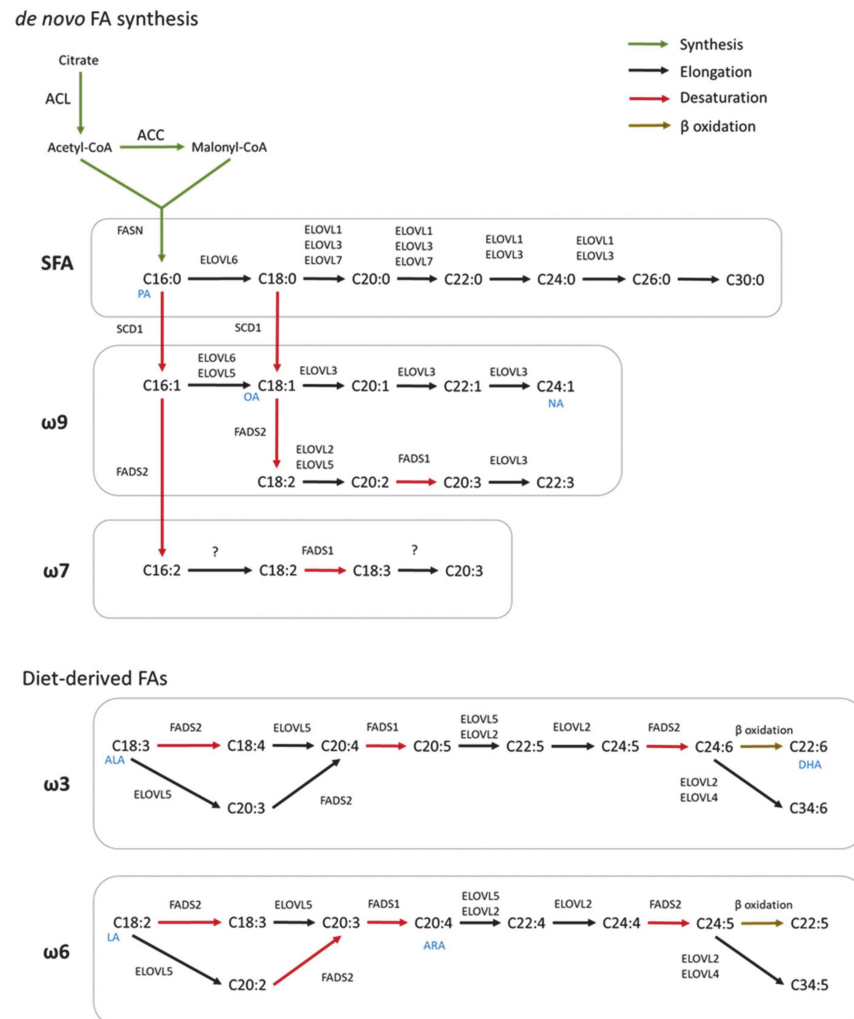 de novo FA synthesis
Citrate
ACL
Acetyl-CoA
ACC
Malonyl-CoA
Synthesis
Elongation
Desaturation
β oxidation
SFA
FASN
ELOVL6
ELOVL1
ELOVL3
ELOVL7
ELOVL1
ELOVL3
ELOVL7
ELOVL1
ELOVL3
ELOVL1
ELOVL3
C16:0 C18:0 C20:0 C22:0 C24:0 C26:0 C30:0
PA
SCD1
SCD1
ω9
ELOVL6
ELOVL5
ELOVL3
ELOVL3
ELOVL3
C16:1 C18:1 C20:1 C22:1 C24:1
OA
NA
FADS2
FADS2
ELOVL2
ELOVL5
FADS1
ELOVL3
C18:2 C20:2 C20:3 C22:3
ω7
? FADS1 ?
C16:2 C18:2 C18:3 C20:3
Diet-derived FAs
ω3
FADS2
ELOVL5
FADS1
ELOVL5
ELOVL2
ELOVL2
FADS2
β oxidation
C18:3 C18:4 C20:4 C20:5 C22:5 C24:5 C24:6 C22:6
ALA
DHA
ELOVL5
C20:3
FADS2
ELOVL2
ELOVL4
C34:6
ω6
FADS2
ELOVL5
FADS1
ELOVL5
ELOVL2
ELOVL2
FADS2
β oxidation
C18:2 C18:3 C20:3 C20:4 C22:4 C24:4 C24:5 C22:5
LA
ARA
ELOVL5
C20:2
FADS2
ELOVL2
ELOVL4
C34:5